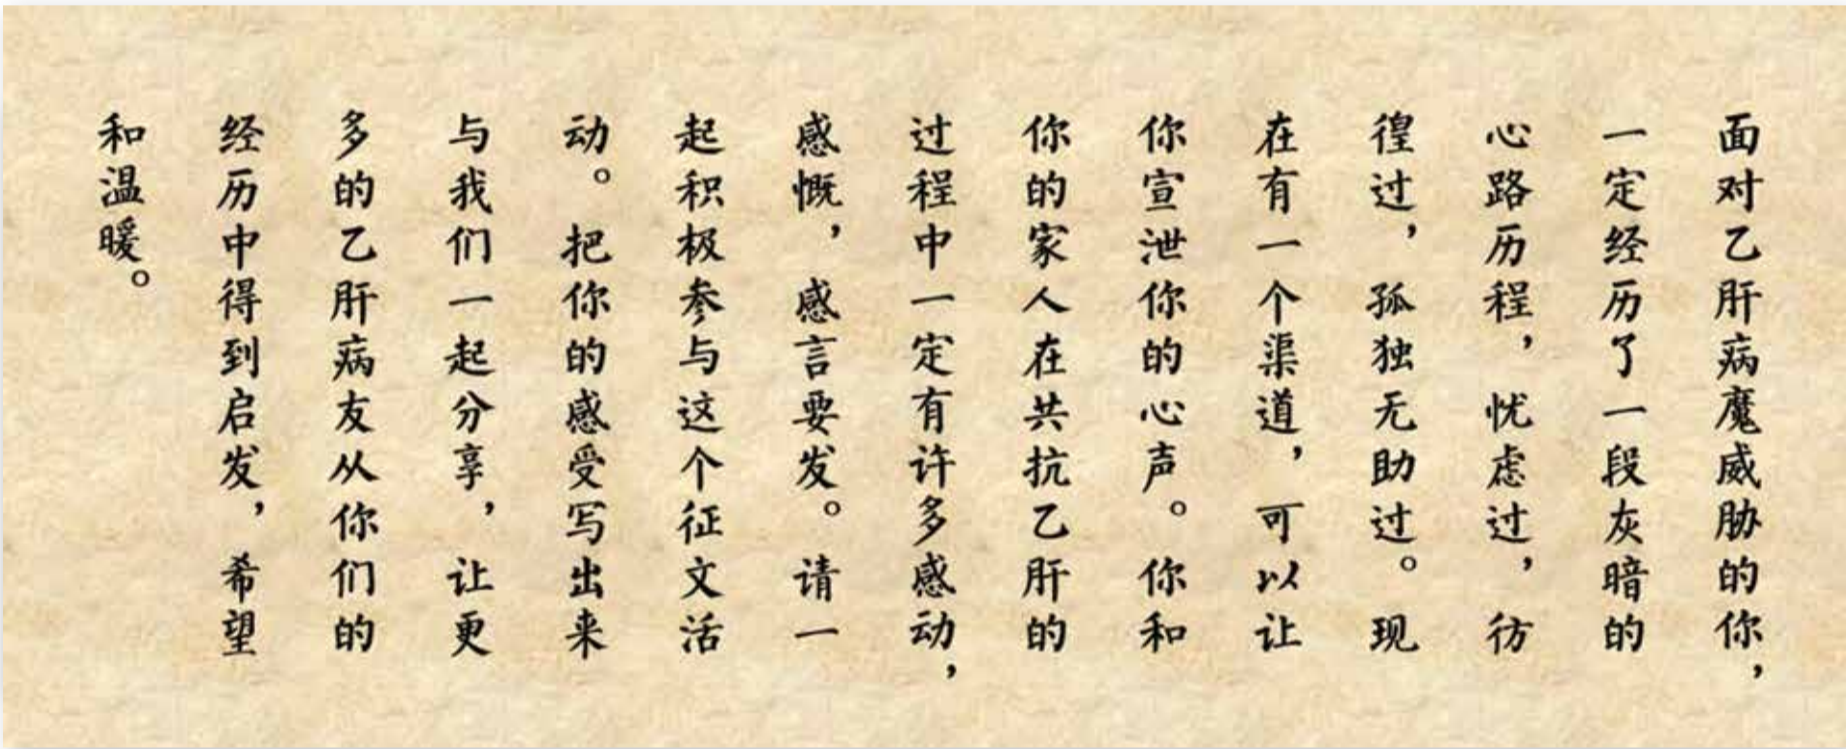 面对乙肝病魔威胁的你，
一定经历了一段灰暗的
心路历程，忧虑过，彷
徨过，孤独无助过。现
在有一个渠道，可以让
你宣泄你的心声。你和
你的家人在共抗乙肝的
过程中一定有许多感动，
感慨，感言要发。请一
起积极参与这个征文活
动。把你的感受写出来
与我们一起分享，让更
多的乙肝病友从你们的
经历中得到启发，希望
和温暖。